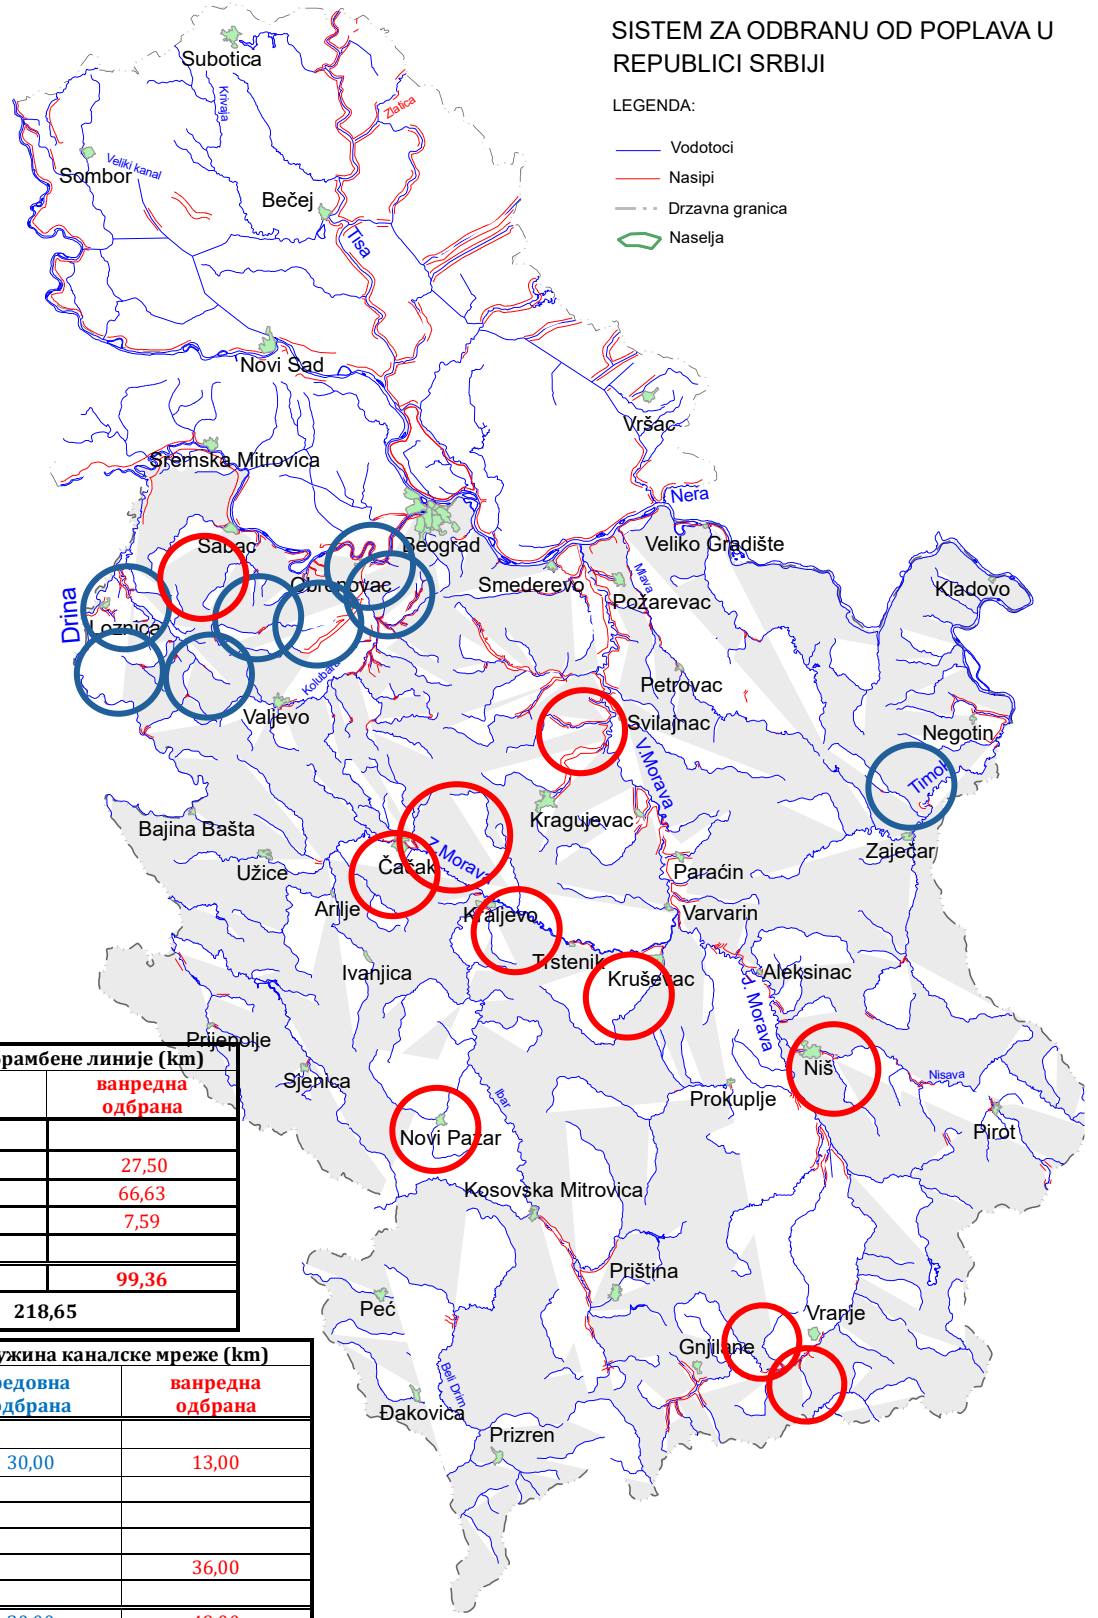 SISTEM ZA ODBRANU OD POPLAVA U
REPUBLICI SRBIJI
LEGENDA:
Vodotoci
Nasipi
Drzavna granica
Naselja
Subotica
Krivaja
Zlatica
Sombor
Veliki kanal
Bečej
Tisa
Novi Sad
Vršac
Sremska Mitrovica
Nera
Šabac
Beograd
Veliko Gradište
Obrenovac
Smederevo
Mlava
Požarevac
Kladovo
Drina
Loznica
Kolubara
Petrovac
Valjevo
Svilajnac
Negotin
V.Morava
Timok
Bajina Bašta
Kragujevac
Zaječar
Užice
Čačak
Z.Morava
Paraćin
Arilje
Kraljevo
Varvarin
Ivanjica
Trstenik
Kruševac
Aleksinac
J. Morava
Prijepolje
Sjenica
Ibar
Niš
Nisava
Prokuplje
Pirot
Novi Pazar
Kosovska Mitrovica
Priština
Peć
Vranje
Gnjilane
Beli Drim
Đakovica
Prizren
брамбене линије (km)
ванредна
одбрана
27,50
66,63
7,59
99,36
218,65
ужина каналске мреже (km)
редовна ванредна
одбрана одбрана
30,00 13,00
36,00